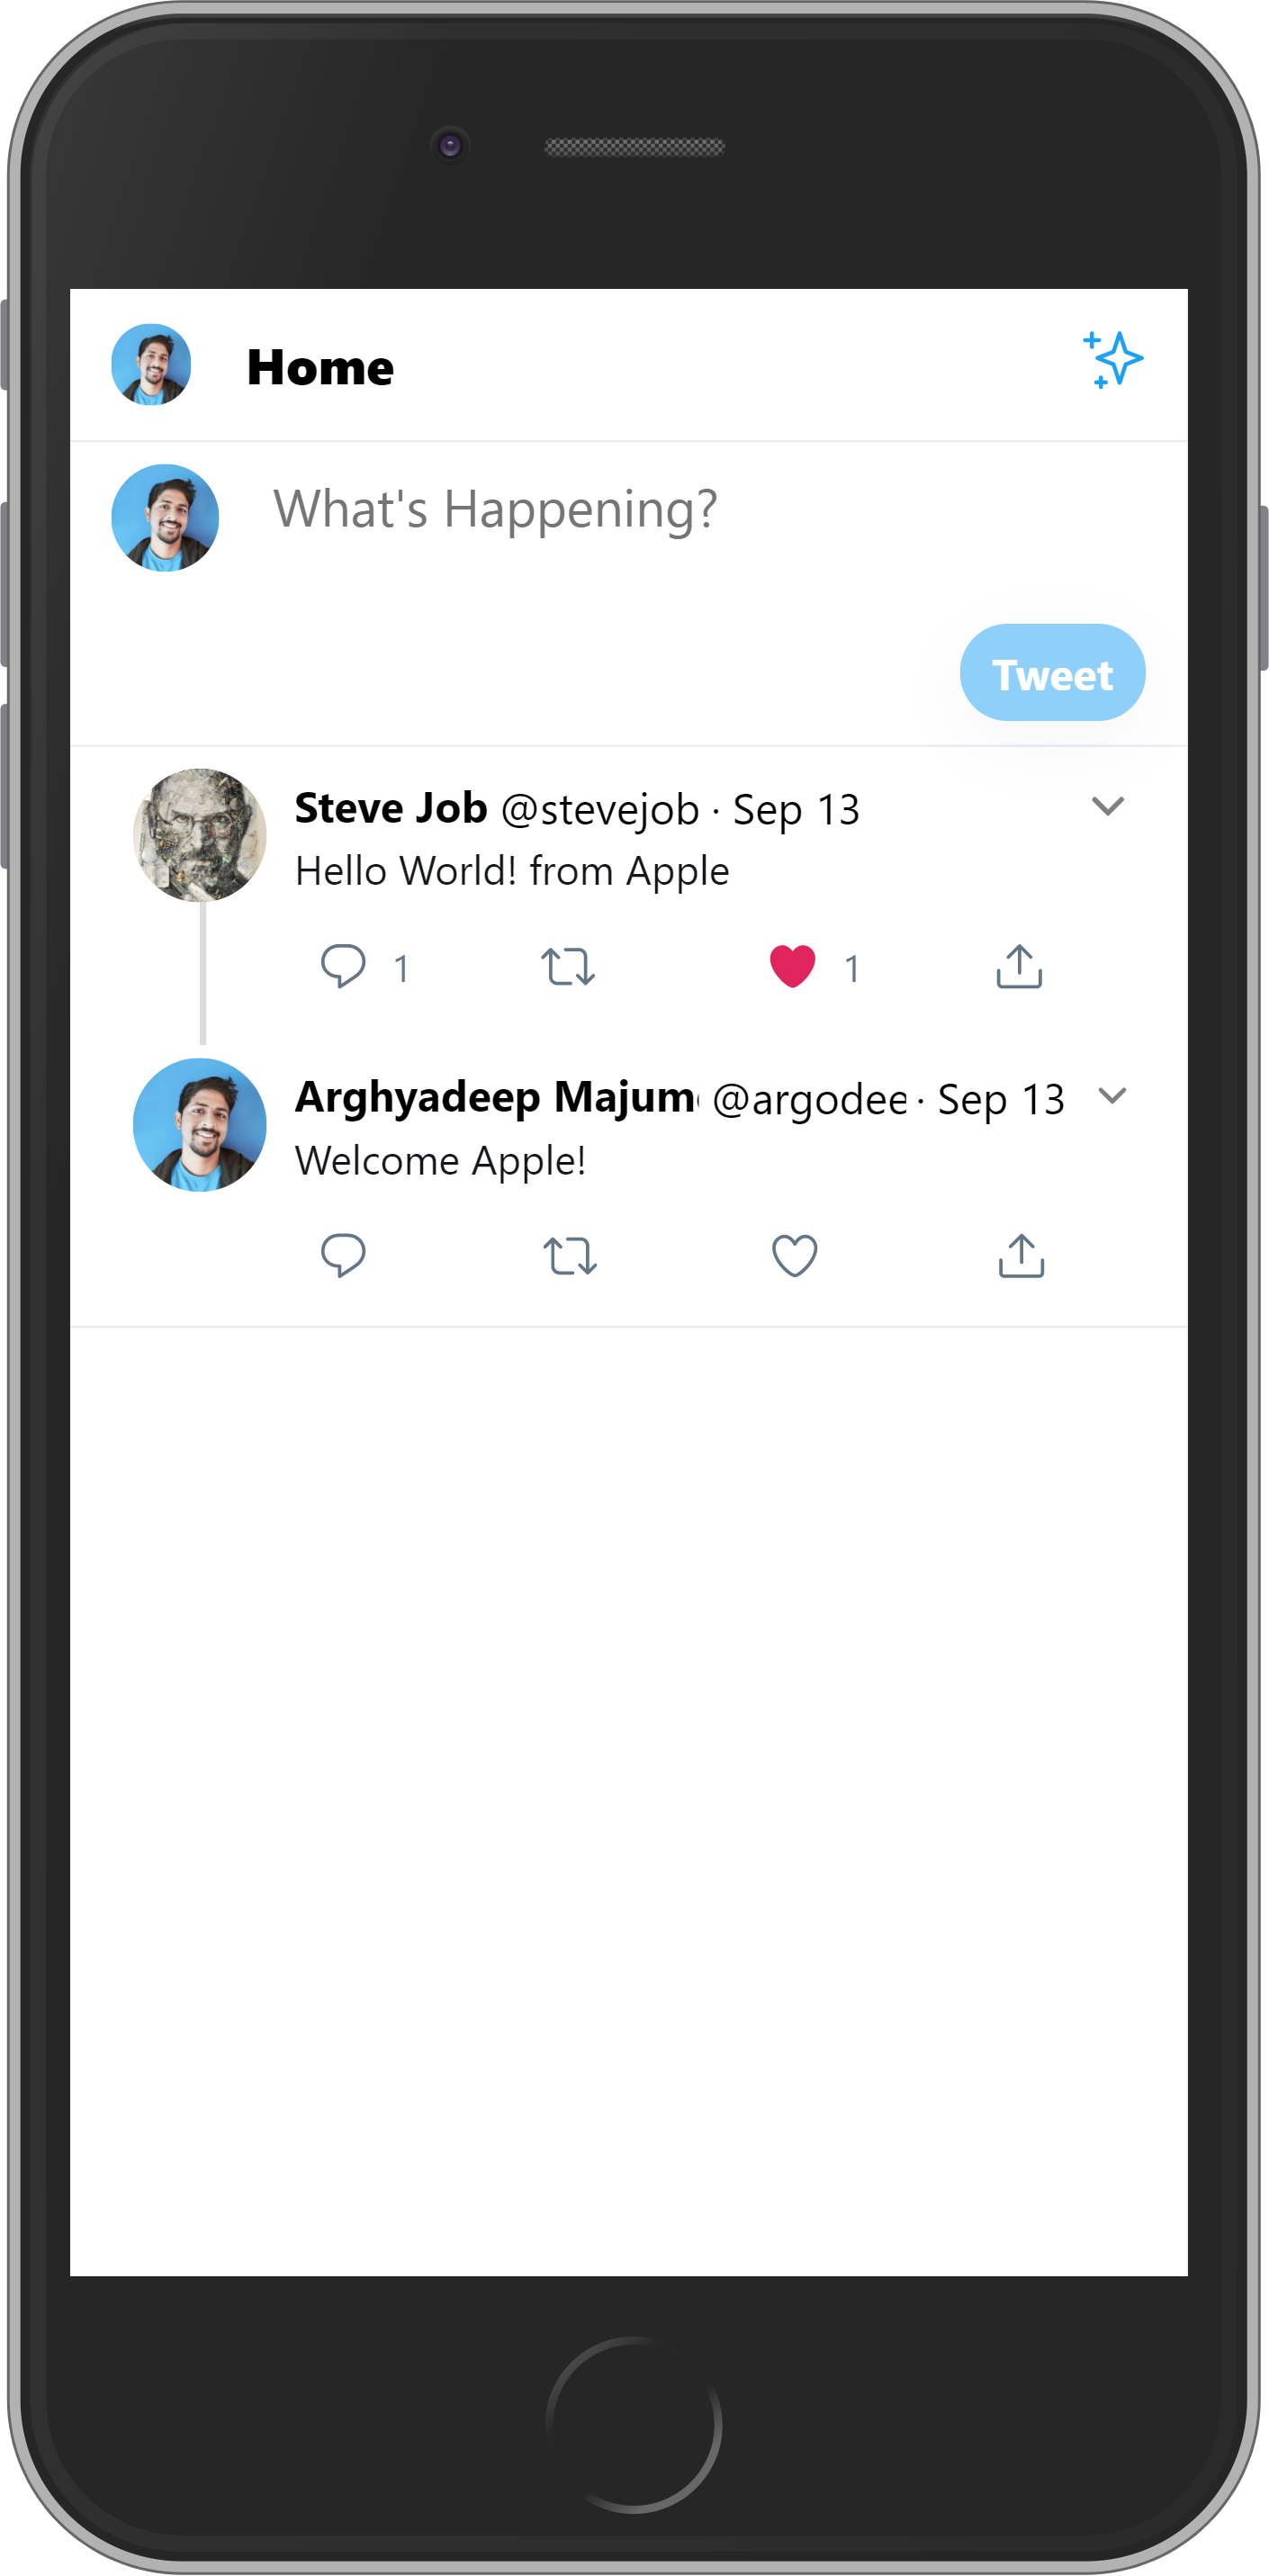 Home
What's Happening?
Tweet
Steve Job @stevejob · Sep 13
Hello World! from Apple
1 1
Arghyadeep Majum @argodee · Sep 13
Welcome Apple!